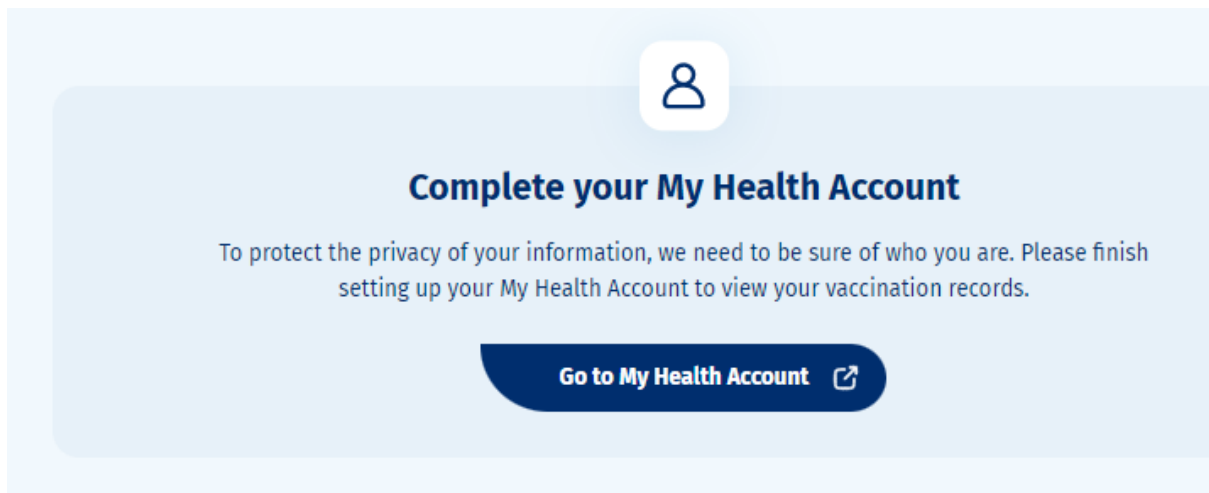 Complete your My Health Account
To protect the privacy of your information, we need to be sure of who you are. Please finish
setting up your My Health Account to view your vaccination records.
Go to My Health Account